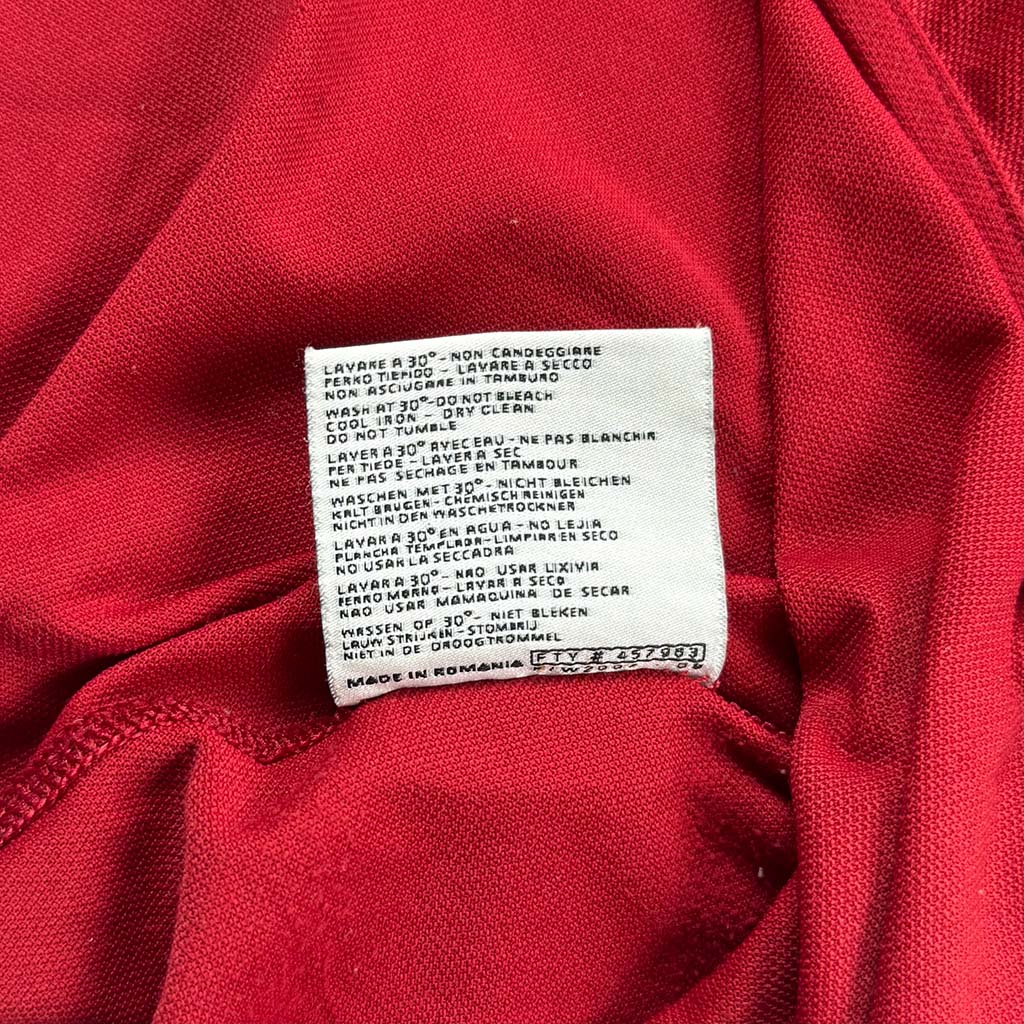 LAVARE A 30°-NON CANDEGGIARE
FERRO TIEPIDO - LAVARE A SECCO
NON ASCIUGARE IN TAMBURO
WASH AT 30°-DO NOT BLEACH
COOL IRON - DRY CLEAN
DO NOT TUMBLE
LAVER A 30° AVEC EAU - NE PAS BLANCHIR
FER TIEDE - LAVER A SEC
NE PAS SECHAGE EN TAMBOUR
WASCHEN MET 30°- NICHT BLEICHEN
KALT BRUGEN - CHEMISCH REINIGEN
NICHT IN DEN WASCHETROCKNER
LAVAR A 30° EN AGUA - NO LEJIA
PLANCHA TEMPLADA-LIMPIAR EN SECO
NO USAR LA SECCADRA
LAVAR A 30°- NAO USAR LIXIVIA
FERRO MORNO - LAVAR A SECO
NAO USAR MAMAQUINA DE SECAR
WASSEN OP 30°- NIET BLEKEN
LAUW STRIJKEN - STOMERIJ
NIET IN DE DROOGTROMMEL
MADE IN ROMANIA FTY # 457983